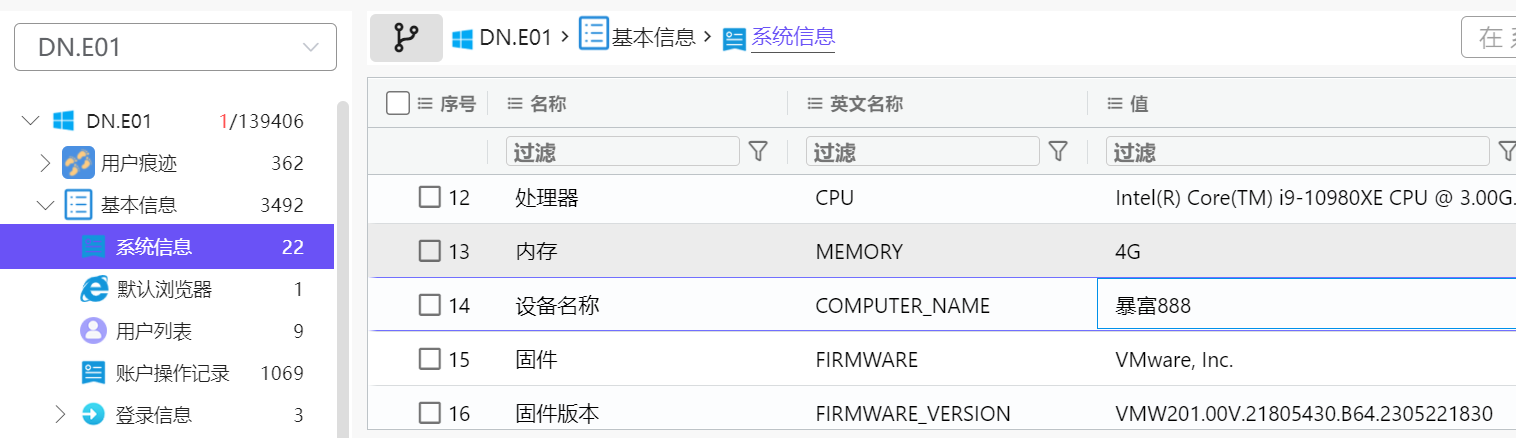 DN.E01
DN.E01 1/139406
用户痕迹 362
基本信息 3492
系统信息 22
默认浏览器 1
用户列表 9
账户操作记录 1069
登录信息 3
DN.E01 > 基本信息 > 系统信息
在
序号 名称 英文名称 值
过滤 过滤 过滤
12 处理器 CPU Intel(R) Core(TM) i9-10980XE CPU @ 3.00G
13 内存 MEMORY 4G
14 设备名称 COMPUTER_NAME 暴富888
15 固件 FIRMWARE VMware, Inc.
16 固件版本 FIRMWARE_VERSION VMW201.00V.21805430.B64.2305221830